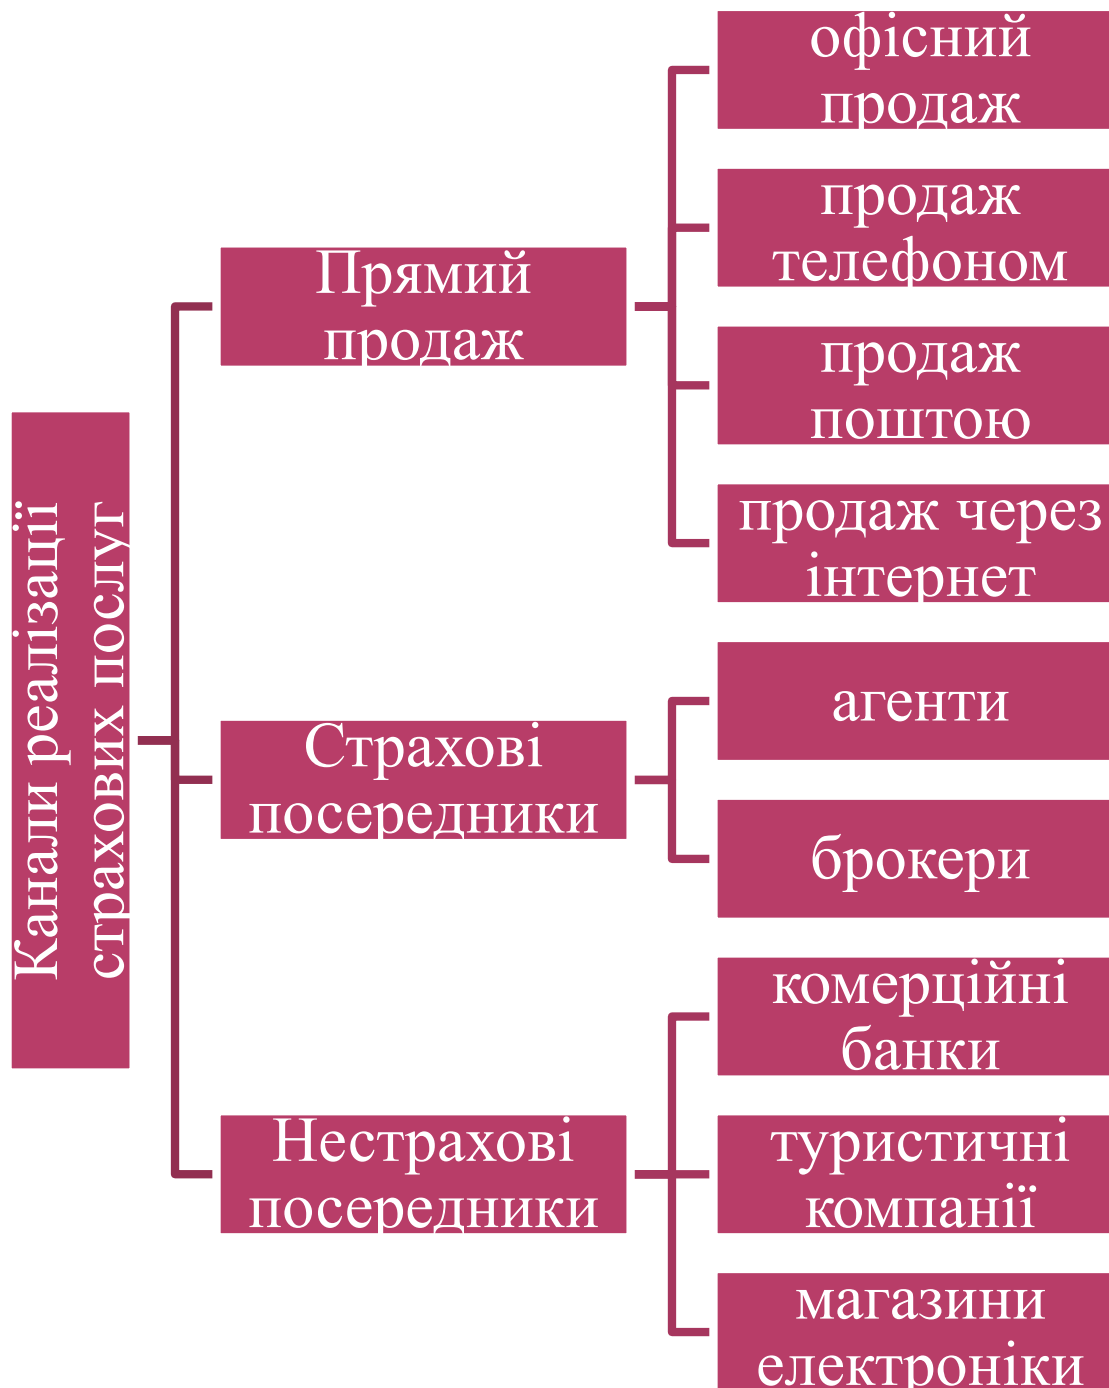 Канали реалізації
страхових послуг
Прямий
продаж
офісний
продаж
продаж
телефоном
продаж
поштою
продаж через
інтернет
Страхові
посередники
агенти
брокери
Нестрахові
посередники
комерційні
банки
туристичні
компанії
магазини
електроніки